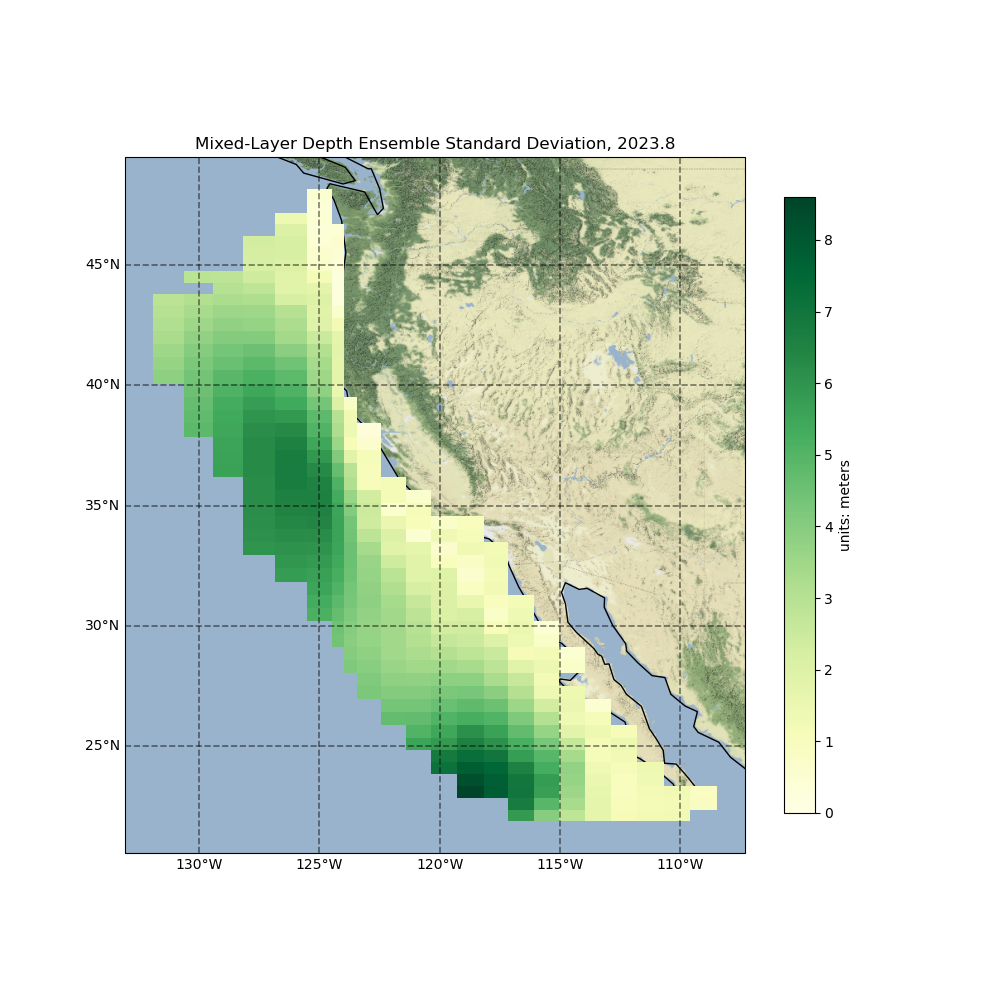 Mixed-Layer Depth Ensemble Standard Deviation, 2023.8
45°N
40°N
35°N
30°N
25°N
130°W
125°W
120°W
115°W
110°W
8
7
6
5
4
3
2
1
0
units: meters